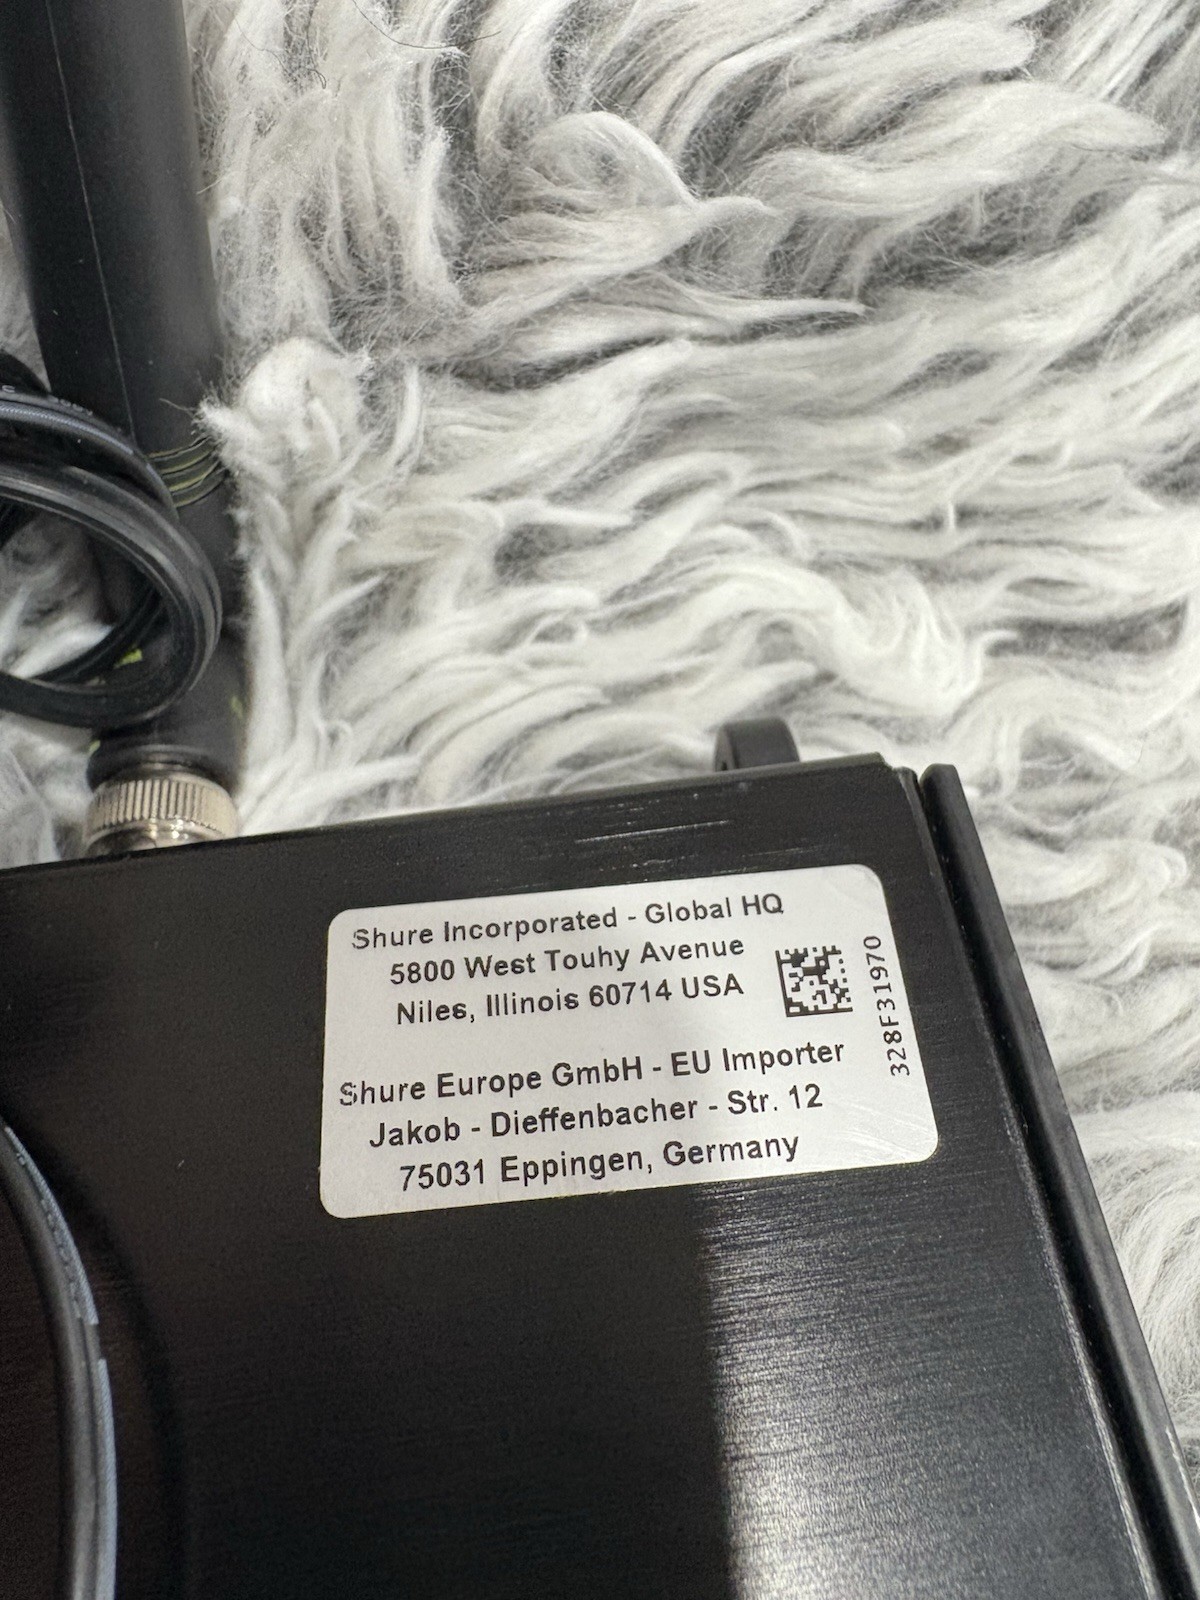 Shure Incorporated - Global HQ
5800 West Touhy Avenue
Niles, Illinois 60714 USA
328F31970
Shure Europe GmbH - EU Importer
Jakob - Dieffenbacher - Str. 12
75031 Eppingen, Germany